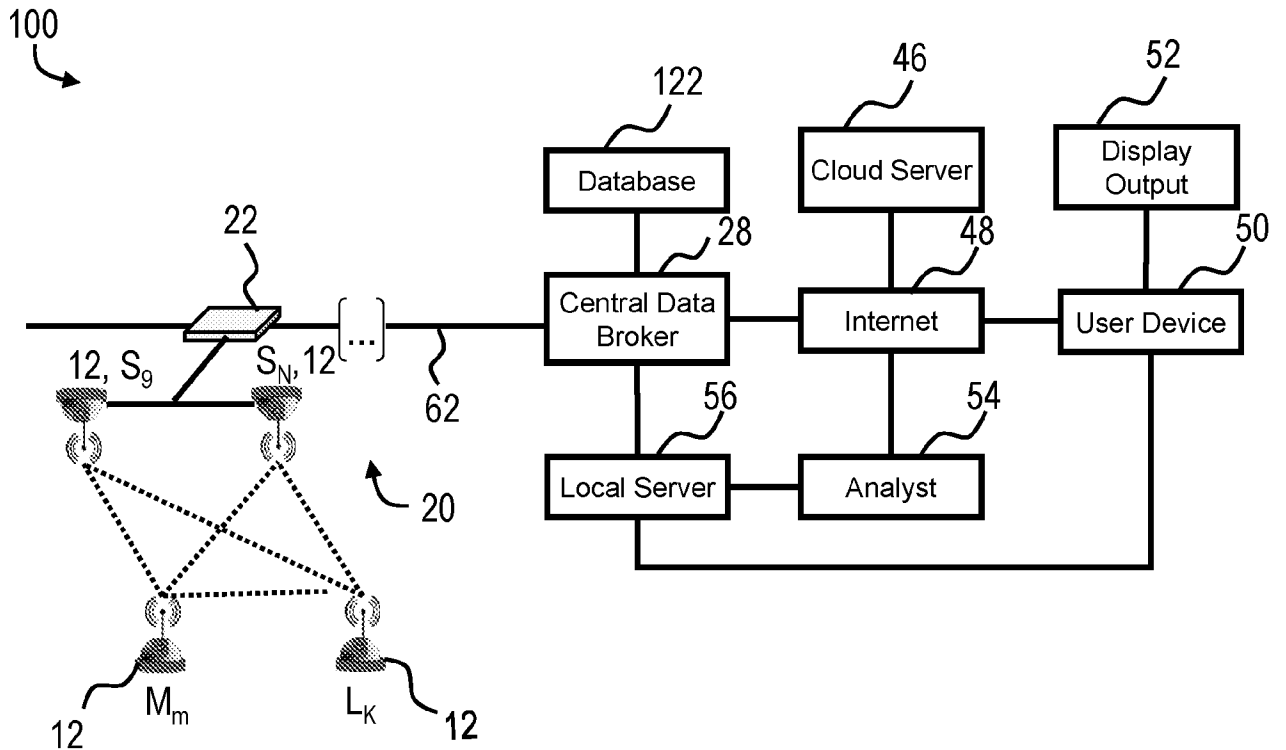 100
122
46
52
Database
Cloud Server
Display
Output
22
28
48
50
Central Data
Broker
Internet
User Device
[...]
12, S9
SN, 12
62
56
54
Local Server
Analyst
20
12
Mm
LK
12